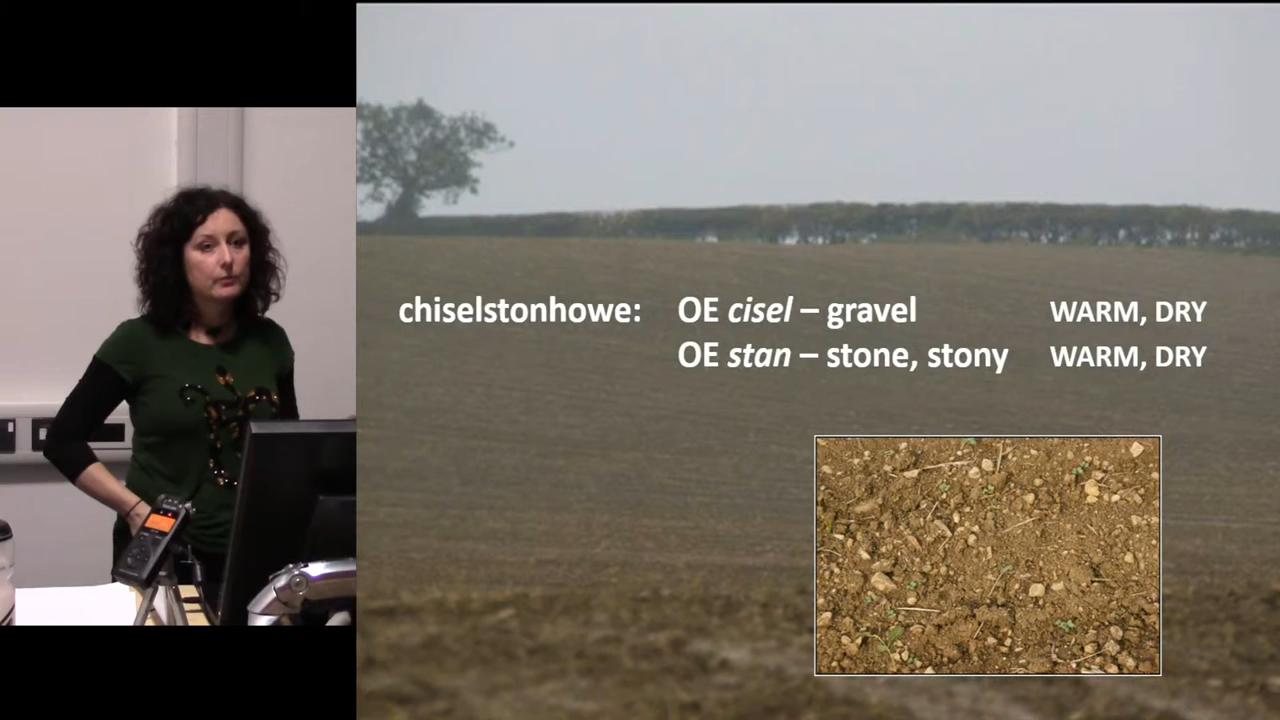 chiselstonhowe: OE cisel – gravel WARM, DRY
OE stan – stone, stony WARM, DRY